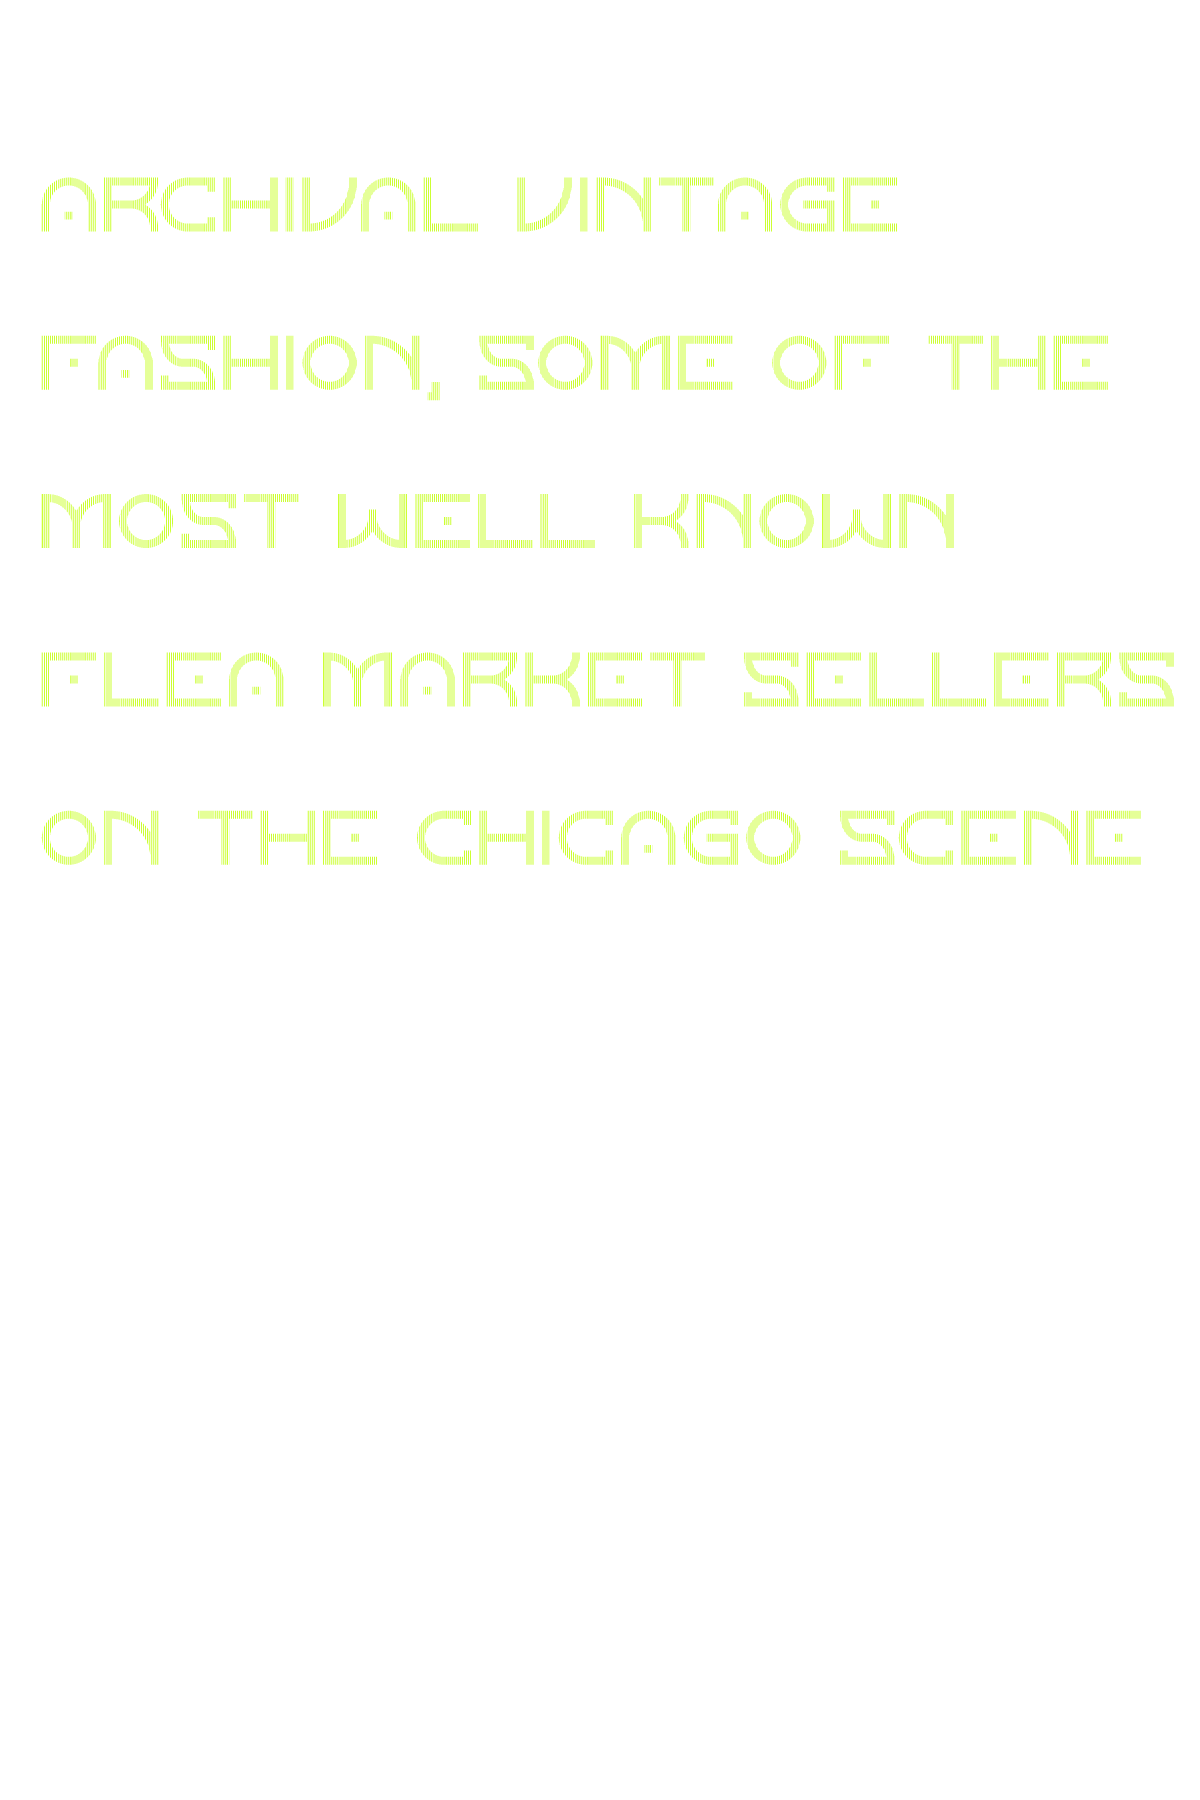 ARCHIVAL VINTAGE
FASHION, SOME OF THE
MOST WELL KNOWN
FLEA MARKET SELLERS
ON THE CHICAGO SCENE